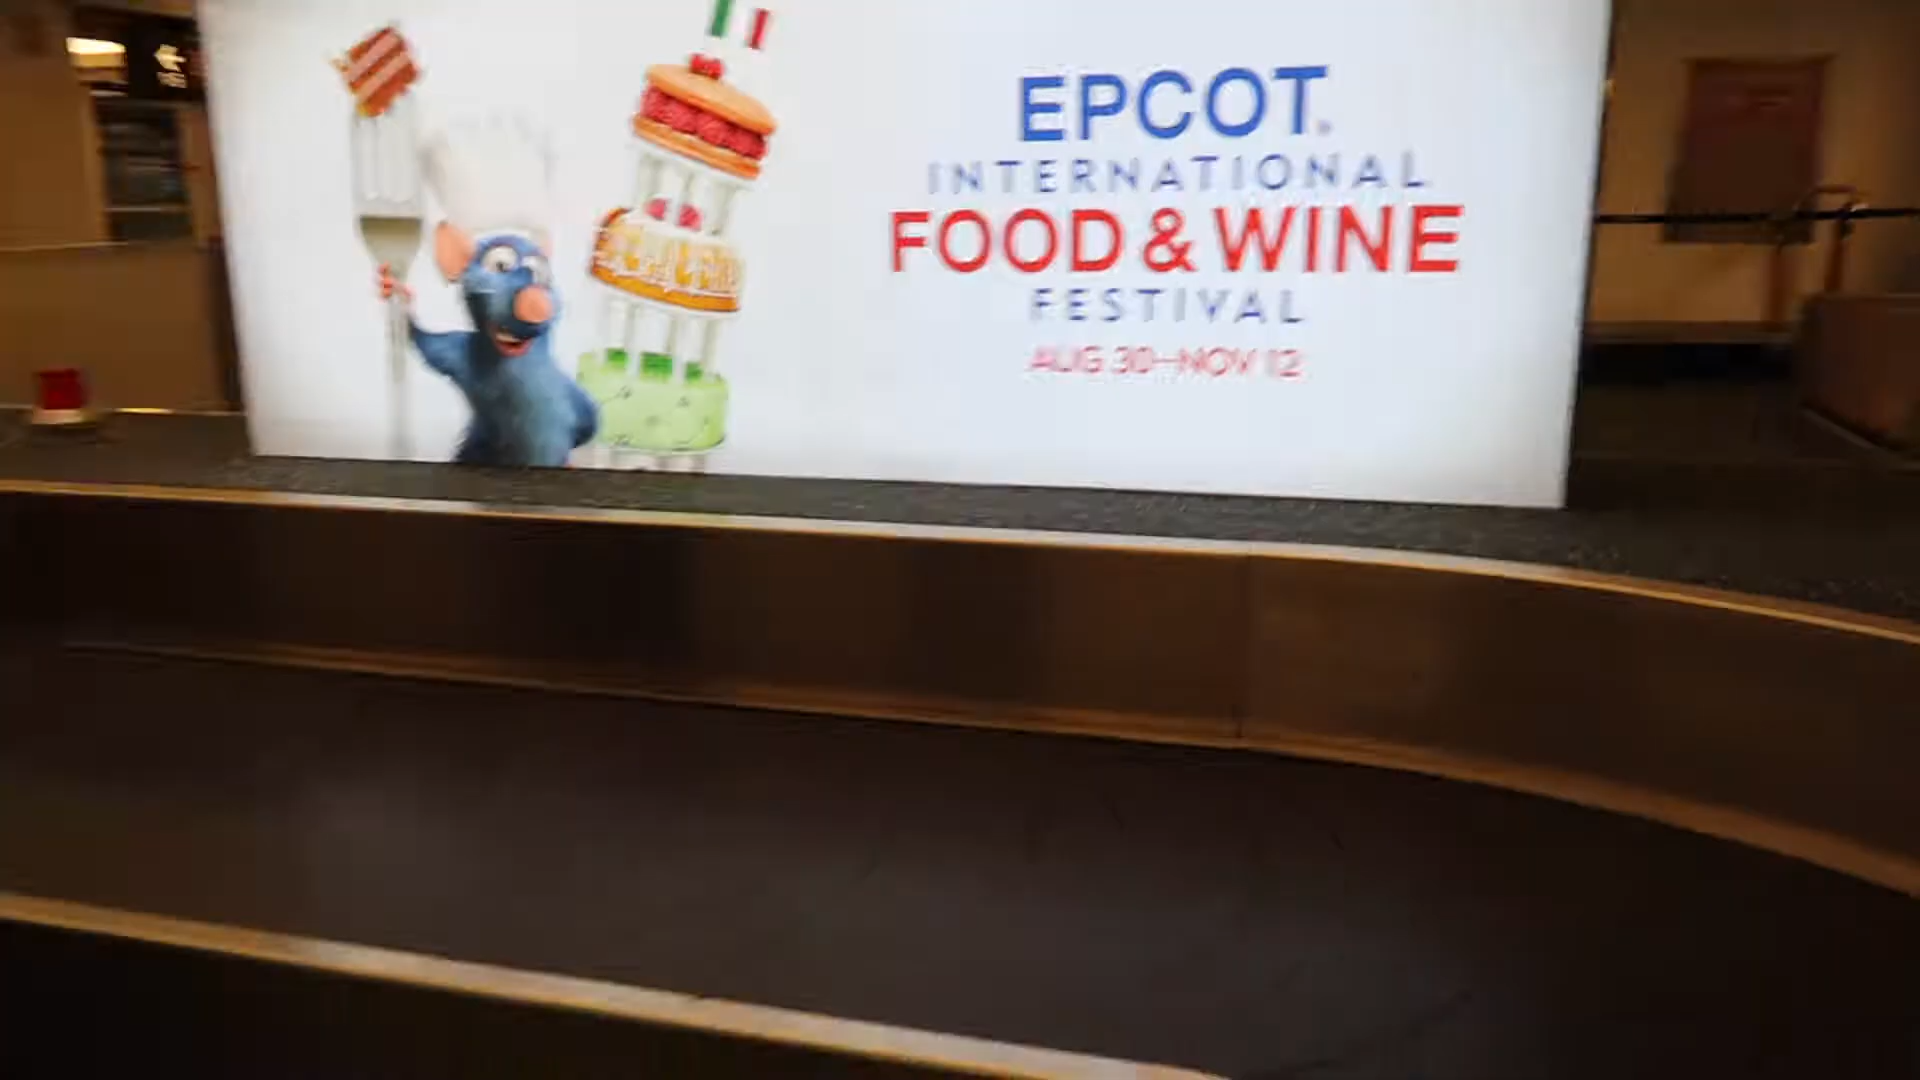 EPCOT
INTERNATIONAL
FOOD & WINE
FESTIVAL
AUG 30–NOV 12